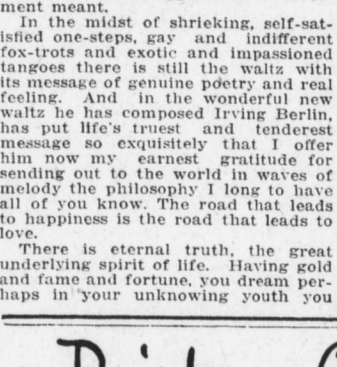 ment meant.
In the midst of shrieking, self-sat-
isfied one-steps, gay and indifferent
fox-trots and exotic and impassioned
tangoes there is still the waltz with
its message of genuine poetry and real
feeling. And in the wonderful new
waltz he has composed Irving Berlin,
has put life's truest and tenderest
message so exquisitely that I offer
him now my earnest gratitude for
sending out to the world in waves of
melody the philosophy I long to have
all of you know. The road that leads
to happiness is the road that leads to
love.
There is eternal truth, the great
underlying spirit of life. Having gold
and fame and fortune, you dream per-
haps in your unknowing youth you